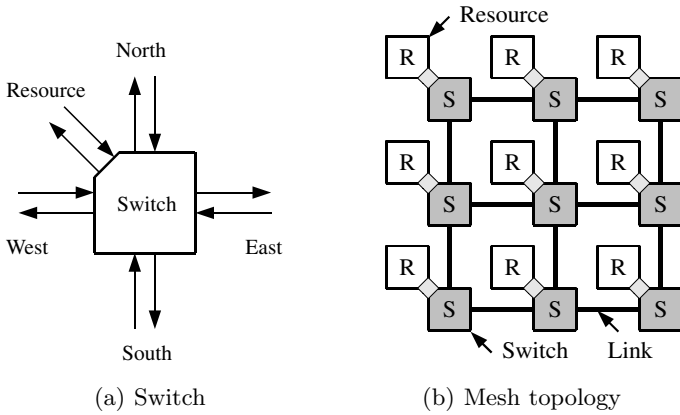 North
Resource
Switch
West
East
South
(a) Switch
Resource
R
R
R
S
S
S
R
R
R
S
S
S
R
R
R
S
S
S
Switch
Link
(b) Mesh topology